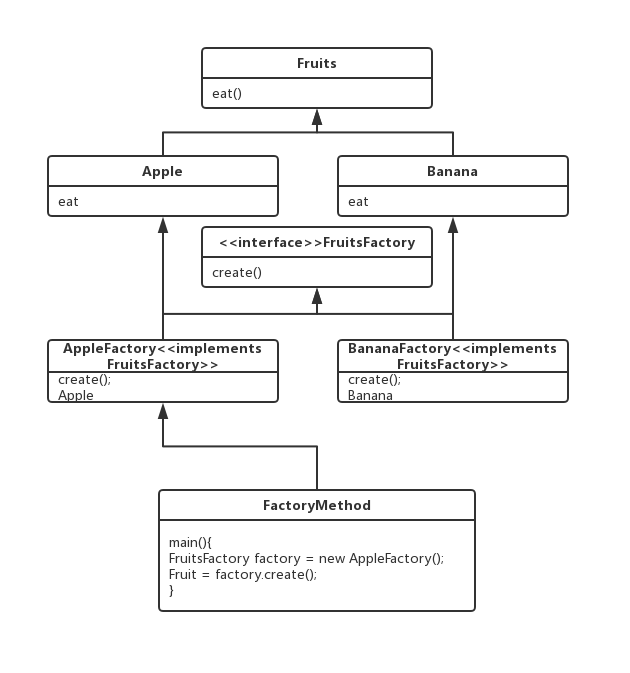 Fruits
eat()
Apple
eat
Banana
eat
<<interface>>FruitsFactory
create()
AppleFactory<<implements
FruitsFactory>>
create();
Apple
BananaFactory<<implements
FruitsFactory>>
create();
Banana
FactoryMethod
main(){
FruitsFactory factory = new AppleFactory();
Fruit = factory.create();
}